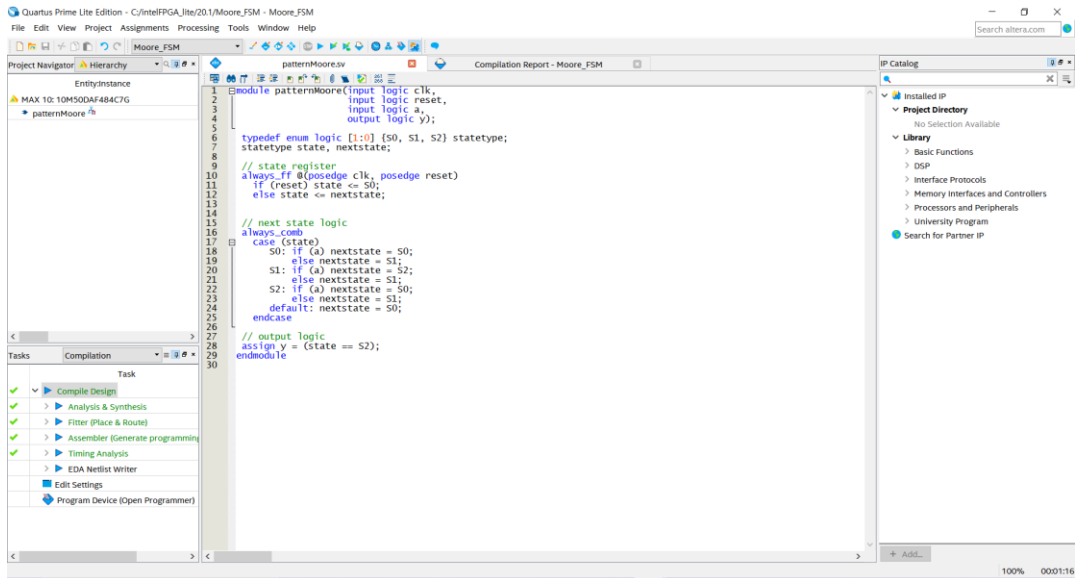 Quartus Prime Lite Edition - C:/intelFPGA_lite/20.1/Moore_FSM - Moore_FSM
File Edit View Project Assignments Processing Tools Window Help
Search altera.com
Moore_FSM
Project Navigator Hierarchy
Entity:Instance
MAX 10: 10M50DAF484C7G
patternMoore
Tasks Compilation
Task
Compile Design
Analysis & Synthesis
Fitter (Place & Route)
Assembler (Generate programming
Timing Analysis
EDA Netlist Writer
Edit Settings
Program Device (Open Programmer)
patternMoore.sv
Compilation Report - Moore_FSM
1 module patternMoore(input logic clk,
2 input logic reset,
3 input logic a,
4 output logic y);
5
6 typedef enum logic [1:0] {S0, S1, S2} statetype;
7 statetype state, nextstate;
8
9 // state register
10 always_ff @(posedge clk, posedge reset)
11 if (reset) state <= S0;
12 else state <= nextstate;
13
14
15 // next state logic
16 always_comb
17 case (state)
18 S0: if (a) nextstate = S0;
19 else nextstate = S1;
20 S1: if (a) nextstate = S2;
21 else nextstate = S1;
22 S2: if (a) nextstate = S0;
23 else nextstate = S1;
24 default: nextstate = S0;
25 endcase
26
27 // output logic
28 assign y = (state == S2);
29 endmodule
30
IP Catalog
Installed IP
Project Directory
No Selection Available
Library
Basic Functions
DSP
Interface Protocols
Memory Interfaces and Controllers
Processors and Peripherals
University Program
Search for Partner IP
+ Add...
100% 00:01:16